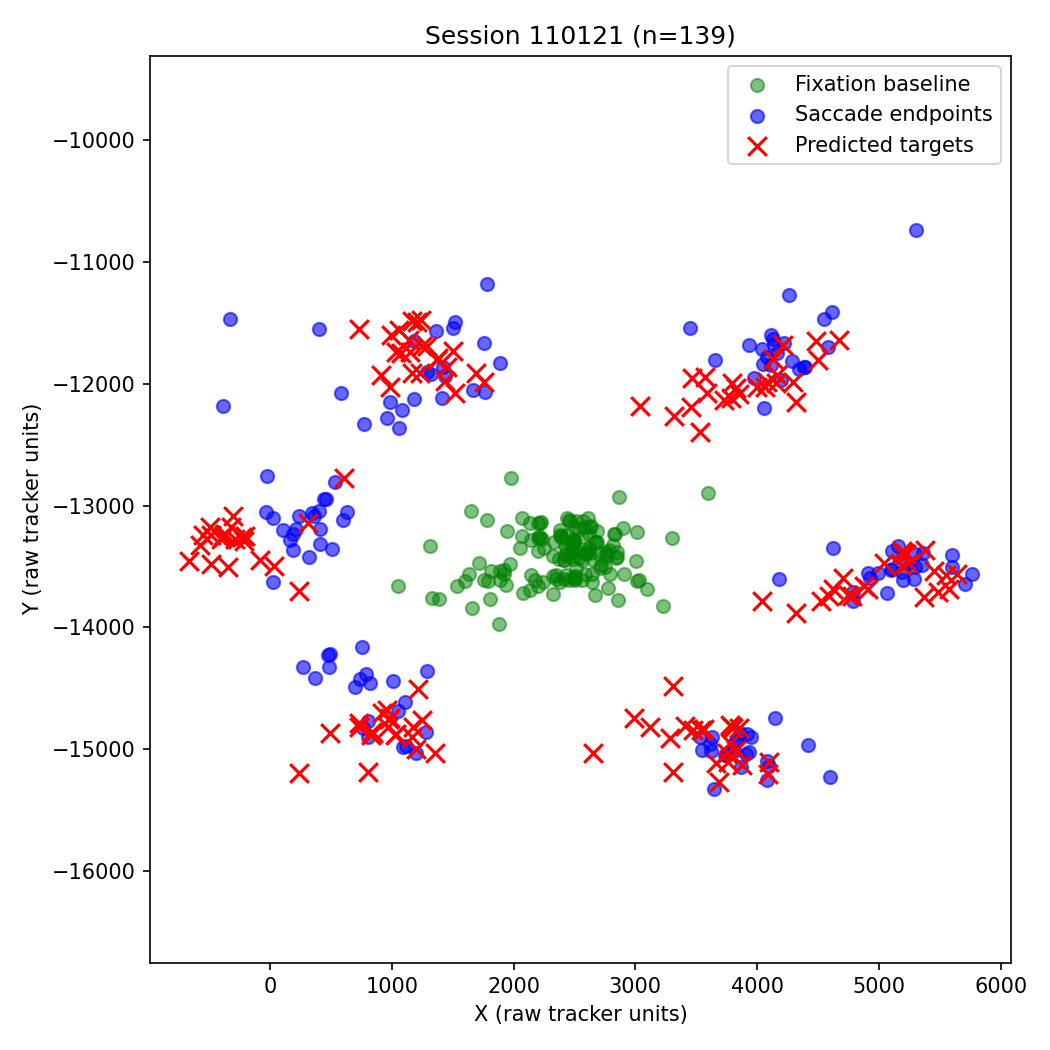 Session 110121 (n=139)
Fixation baseline
Saccade endpoints
Predicted targets
−10000
−11000
−12000
−13000
−14000
−15000
−16000
Y (raw tracker units)
0 1000 2000 3000 4000 5000 6000
X (raw tracker units)